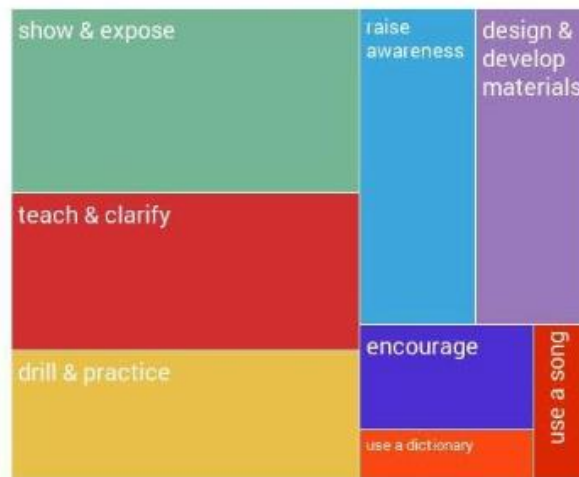 show & expose
teach & clarify
drill & practice
raise
awareness
design &
develop
materials
encourage
use a dictionary
use a song